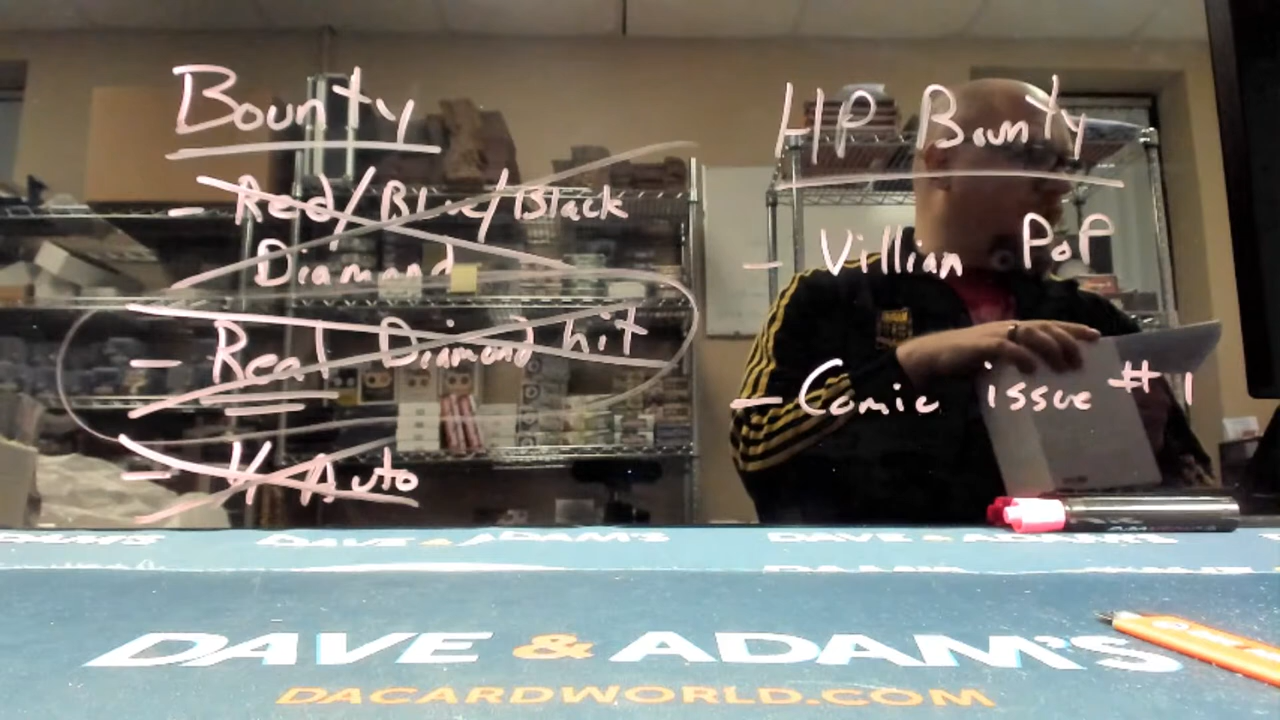 Bounty
- Red/Blue/Black
Diamond
- Real Diamond hit
- 1/1 Auto
HP Bounty
- Villian PoP
- Comic issue #1
DAVE & ADAM'S
DAVE & ADAM'S
DAVE & ADAM'S
DACARDWORLD.COM